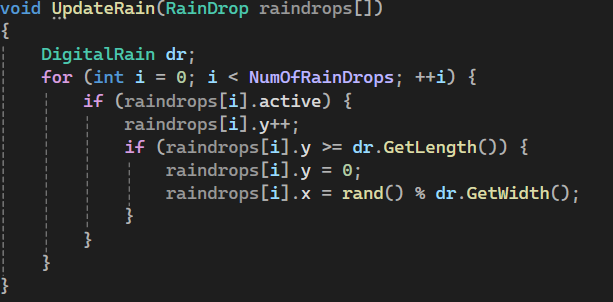 void UpdateRain(RainDrop raindrops[])
{
    DigitalRain dr;
    for (int i = 0; i < NumOfRainDrops; ++i) {
        if (raindrops[i].active) {
            raindrops[i].y++;
            if (raindrops[i].y >= dr.GetLength()) {
                raindrops[i].y = 0;
                raindrops[i].x = rand() % dr.GetWidth();
            }
        }
    }
}